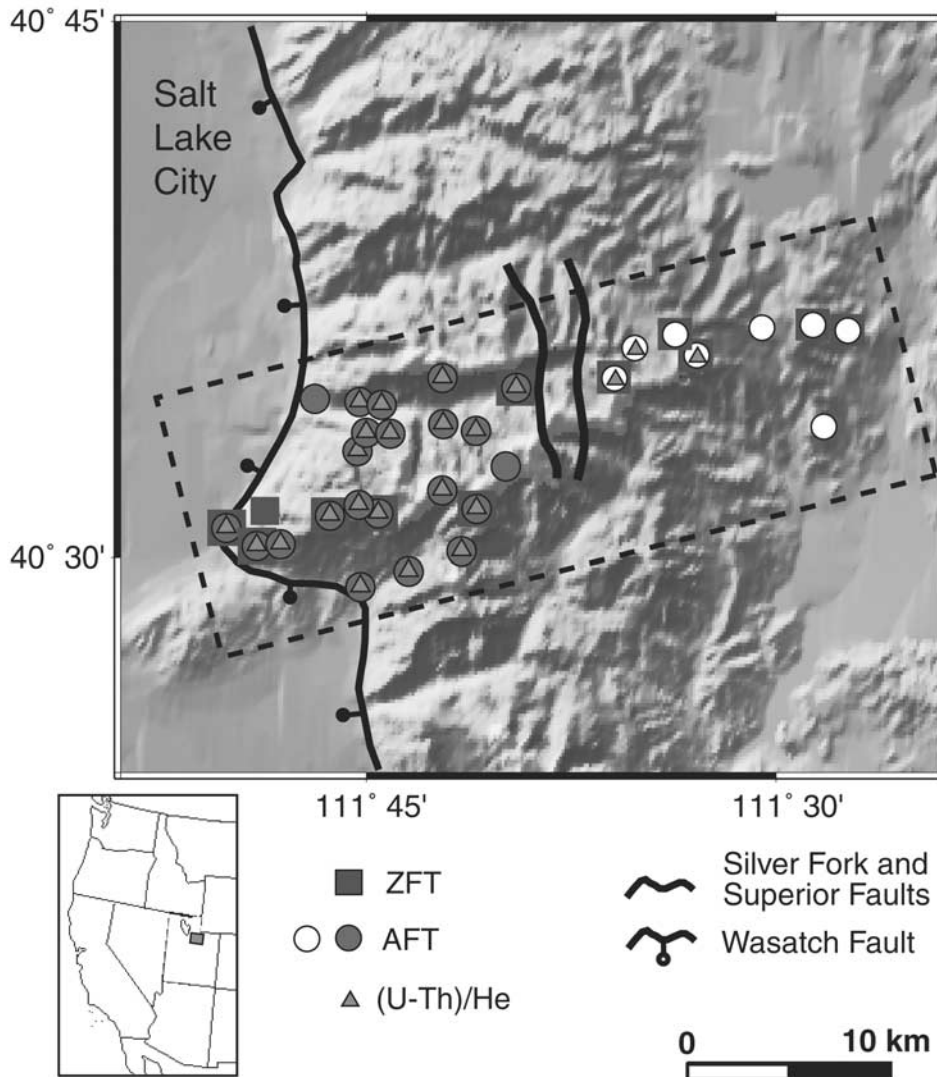 40° 45'
Salt
Lake
City
40° 30'
111° 45'
111° 30'
ZFT
AFT
(U-Th)/He
Silver Fork and
Superior Faults
Wasatch Fault
0
10 km